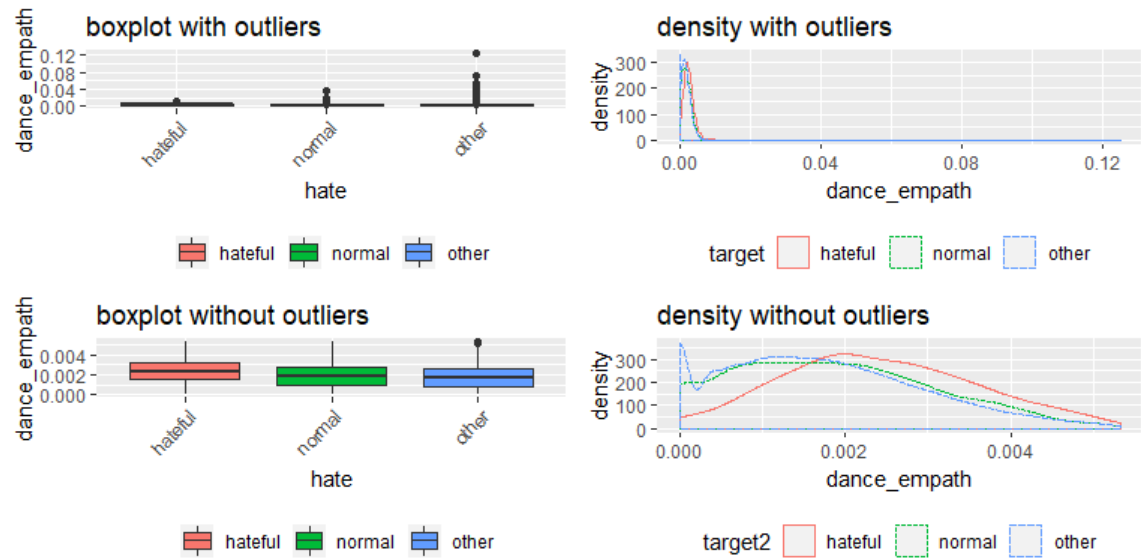 boxplot with outliers
dance_empath
0.12
0.08
0.04
0.00
hateful
normal
other
hate
hateful normal other
density with outliers
density
300
200
100
0
0.00 0.04 0.08 0.12
dance_empath
target hateful normal other
boxplot without outliers
dance_empath
0.004
0.002
0.000
hateful
normal
other
hate
hateful normal other
density without outliers
density
300
200
100
0
0.000 0.002 0.004
dance_empath
target2 hateful normal other